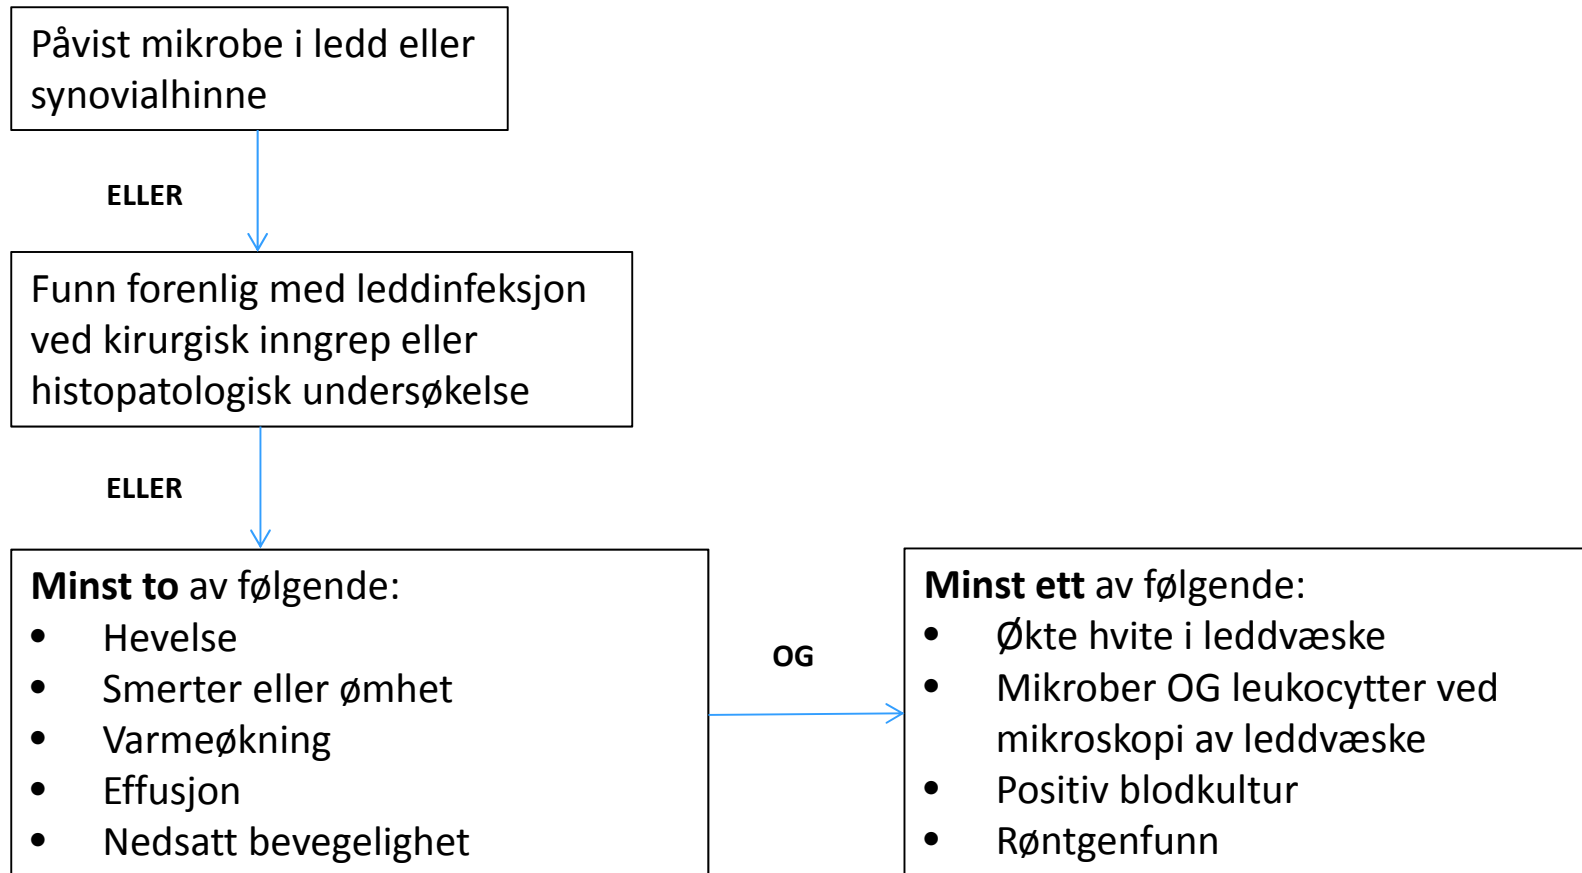 Påvist mikrobe i ledd eller
synovialhinne
ELLER
Funn forenlig med leddinfeksjon
ved kirurgisk inngrep eller
histopatologisk undersøkelse
ELLER
Minst to av følgende:
• Hevelse
• Smerter eller ømhet
• Varmeøkning
• Effusjon
• Nedsatt bevegelighet
OG
Minst ett av følgende:
• Økte hvite i leddvæske
• Mikrober OG leukocytter ved
mikroskopi av leddvæske
• Positiv blodkultur
• Røntgenfunn